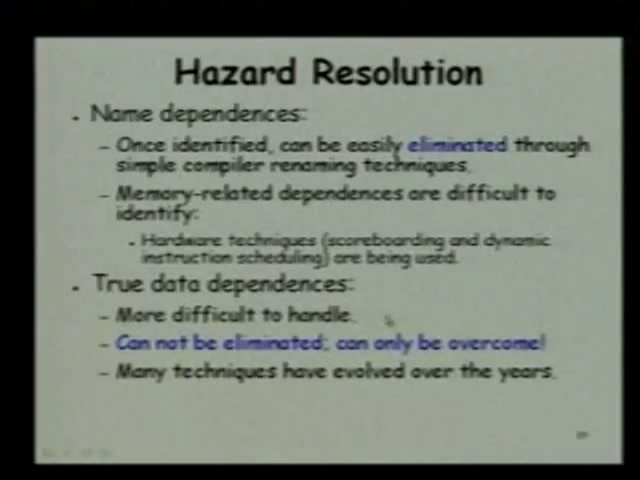 Hazard Resolution
• Name dependences:
– Once identified, can be easily eliminated through
simple compiler renaming techniques.
– Memory-related dependences are difficult to
identify:
• Hardware techniques (scoreboarding and dynamic
instruction scheduling) are being used.
• True data dependences:
– More difficult to handle.
– Can not be eliminated; can only be overcome!
– Many techniques have evolved over the years.